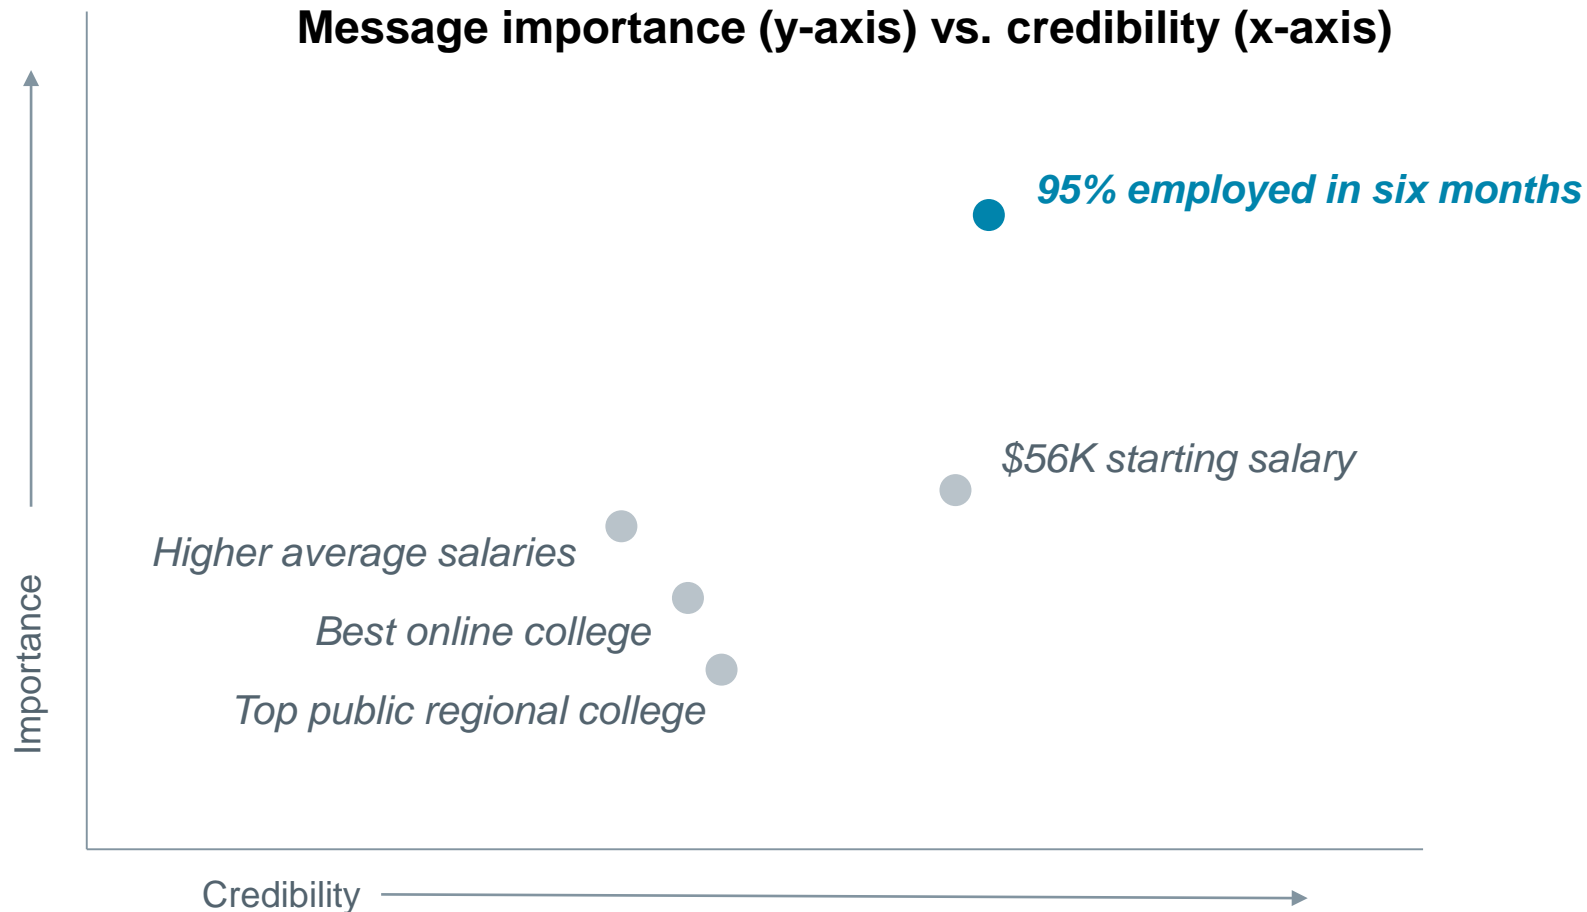 Message importance (y-axis) vs. credibility (x-axis)
95% employed in six months
$56K starting salary
Higher average salaries
Best online college
Top public regional college
Importance
Credibility